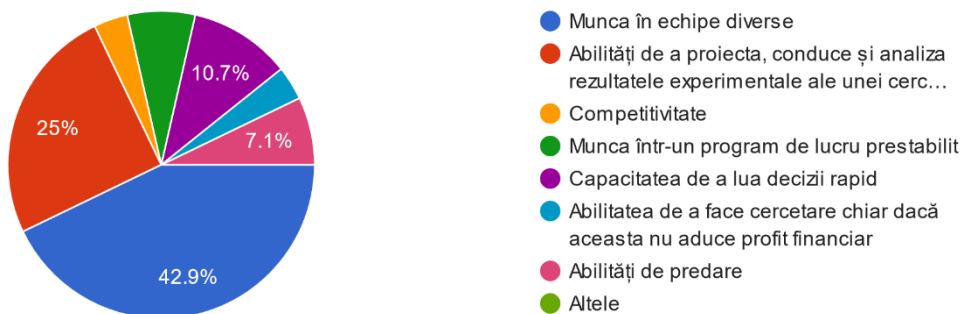 10.7%
25%
7.1%
42.9%
Munca în echipe diverse
Abilități de a proiecta, conduce și analiza
rezultatele experimentale ale unei cerc…
Competitivitate
Munca într-un program de lucru prestabilit
Capacitatea de a lua decizii rapid
Abilitatea de a face cercetare chiar dacă
aceasta nu aduce profit financiar
Abilități de predare
Altele